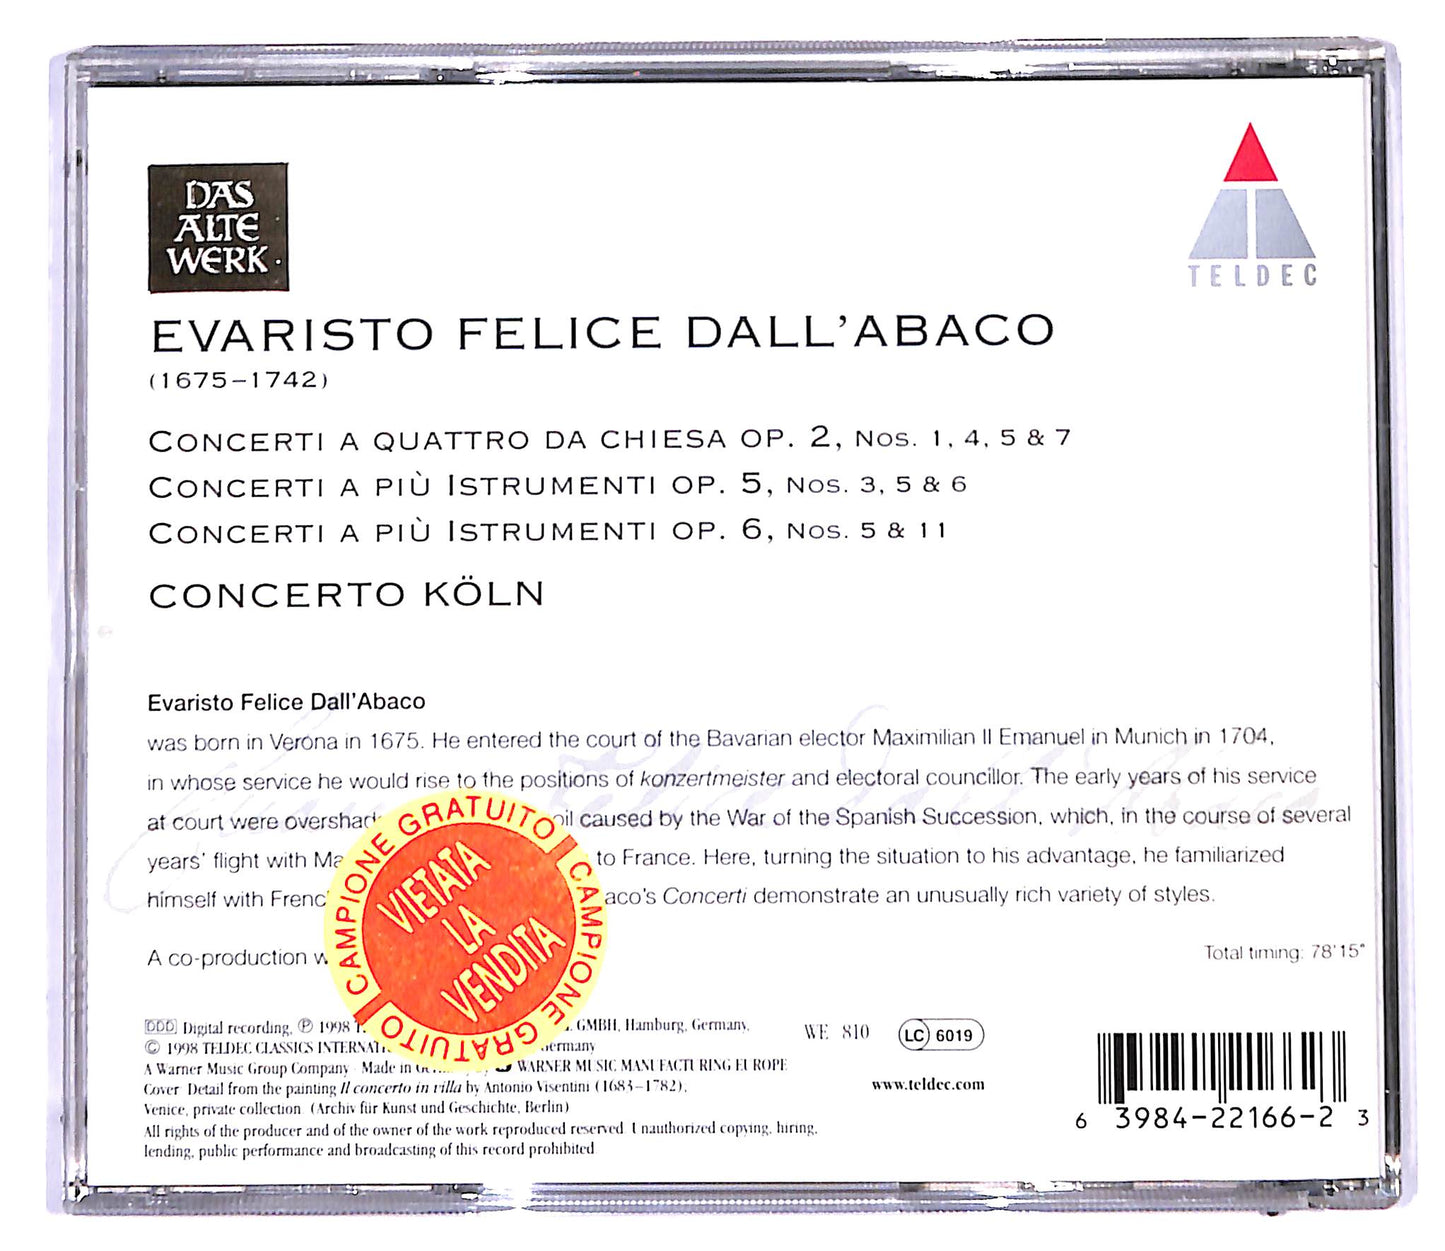 DAS
ALTE
WERK
TELDEC
EVARISTO FELICE DALL'ABACO
(1675–1742)
CONCERTI A QUATTRO DA CHIESA OP. 2, NOS. 1, 4, 5 & 7
CONCERTI A PIÙ ISTRUMENTI OP. 5, NOS. 3, 5 & 6
CONCERTI A PIÙ ISTRUMENTI OP. 6, NOS. 5 & 11
CONCERTO KÖLN
Evaristo Felice Dall'Abaco
was born in Verona in 1675. He entered the court of the Bavarian elector Maximilian II Emanuel in Munich in 1704,
in whose service he would rise to the positions of konzertmeister and electoral councillor. The early years of his service
at court were caused by the War of the Spanish Succession, which, in the course of several
years' flight with to France. Here, turning the situation to his advantage, he familiarized
himself with aco's Concerti demonstrate an unusually rich variety of styles.
A co-production
Total timing: 78'15"
CAMPIONE GRATUITO CAMPIONE GRATUITO
VIETATA
LA
VENDITA
DDD Digital recording, ℗ 1998 GMBH, Hamburg, Germany.
© 1998 TELDEC CLASSICS
A Warner Music Group Company · Made in WARNER MUSIC MANUFACTURING EUROPE
Cover Detail from the painting Il concerto in villa by Antonio Visentini (1683-1782),
Venice, private collection (Archiv für Kunst und Geschichte, Berlin)
All rights of the producer and of the owner of the work reproduced reserved. Unauthorized copying, hiring,
lending, public performance and broadcasting of this record prohibited
WE 810
LC 6019
www.teldec.com
6 3984-22166-2 3